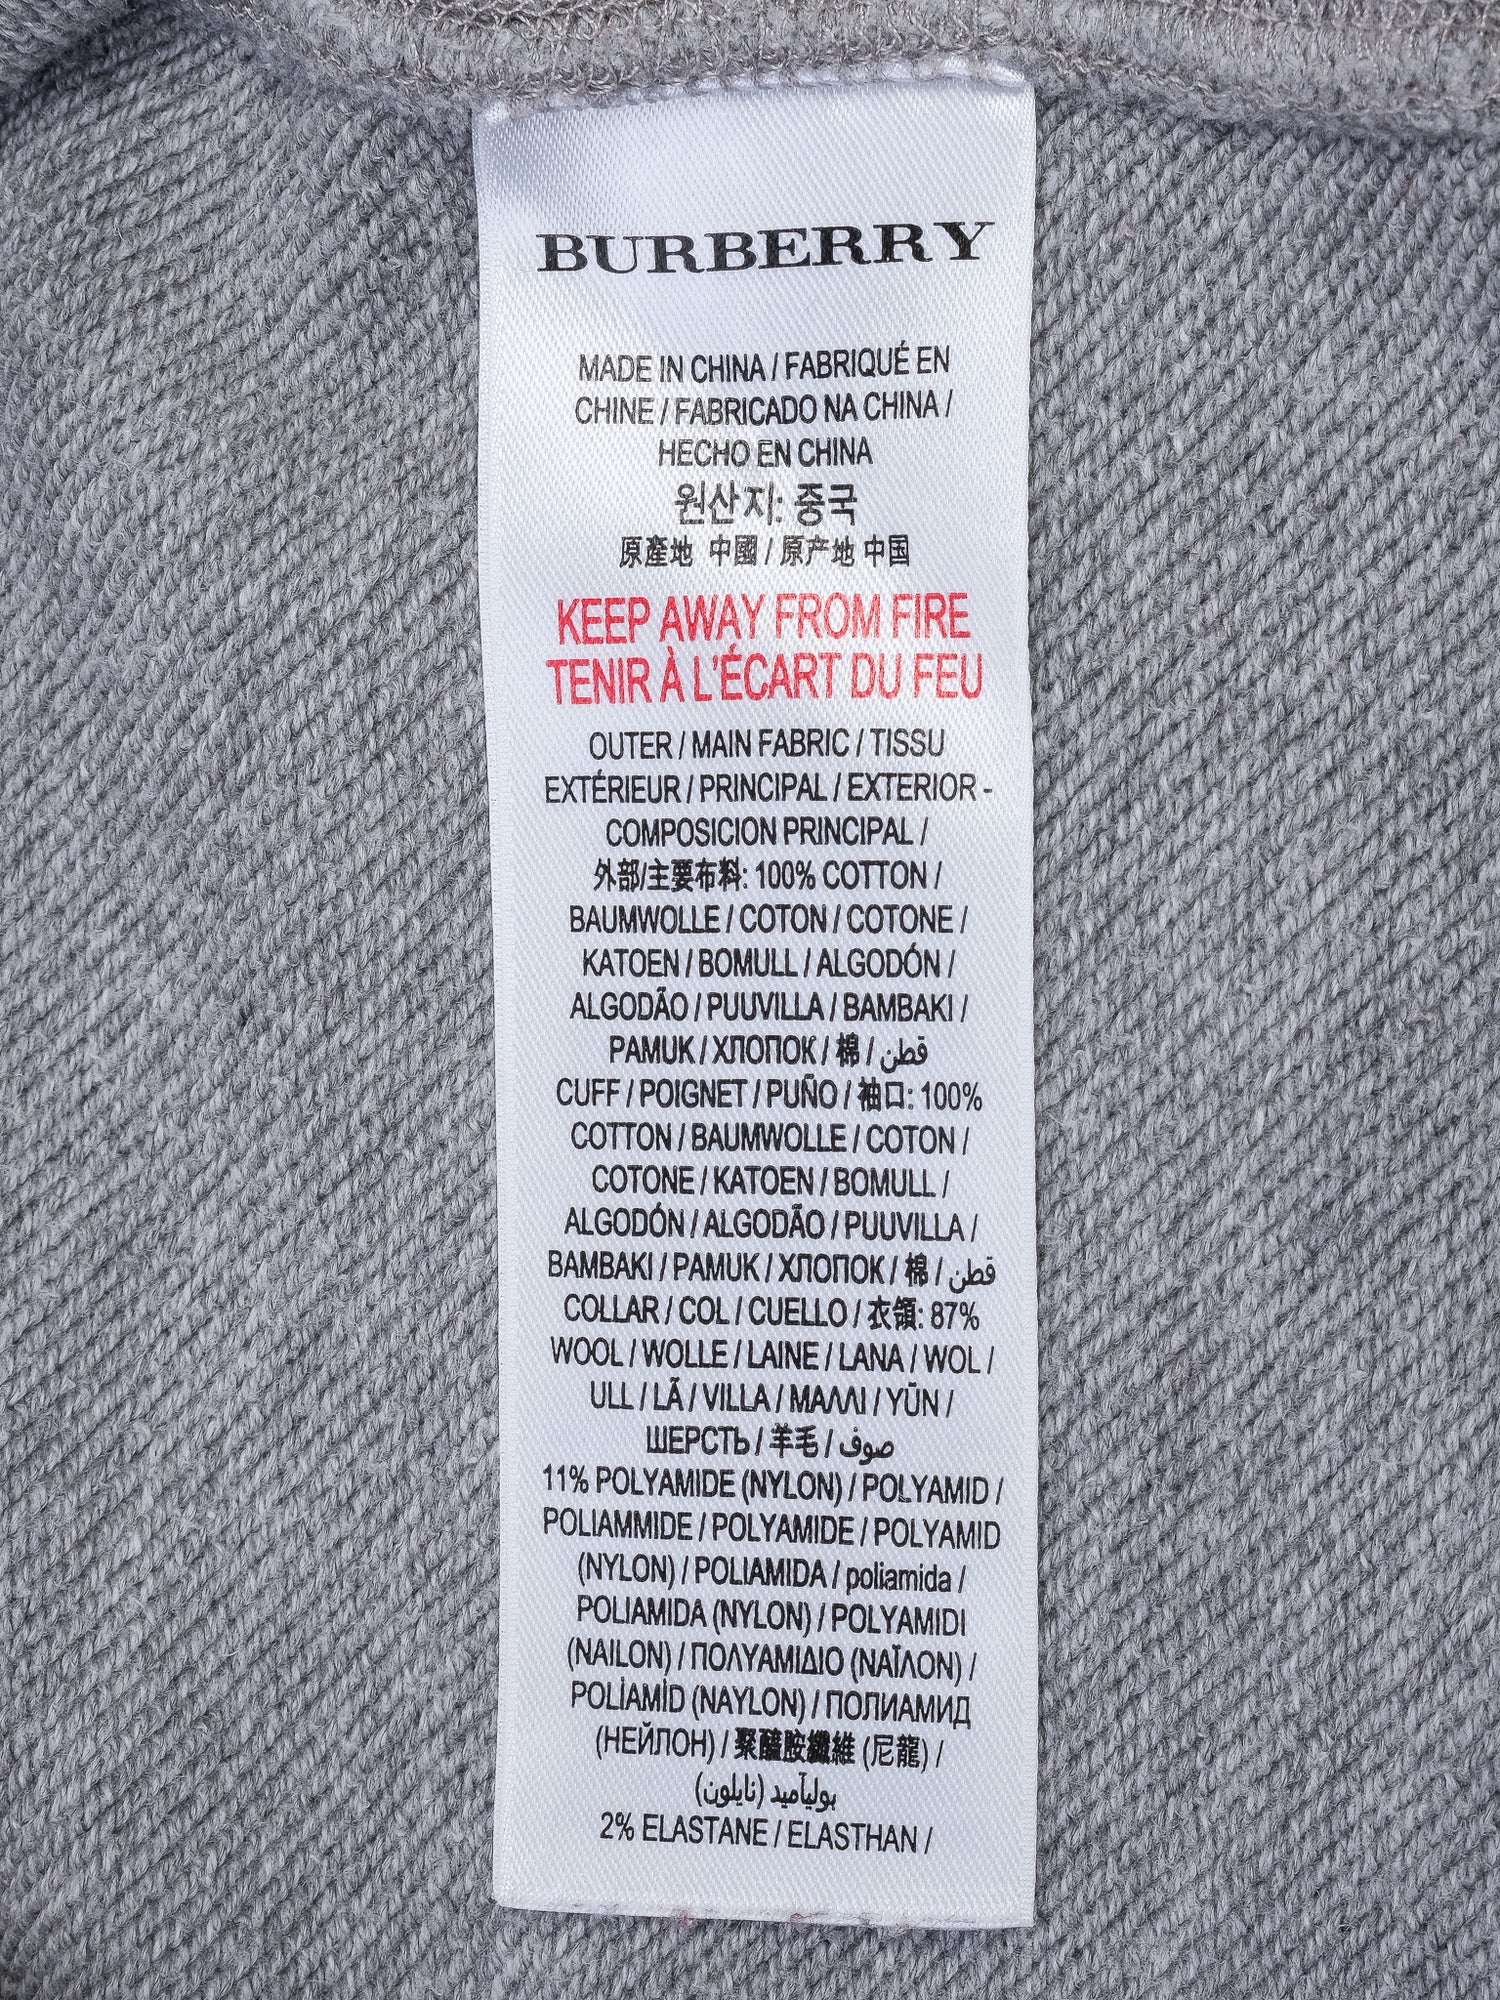 BURBERRY
MADE IN CHINA / FABRIQUÉ EN
CHINE / FABRICADO NA CHINA /
HECHO EN CHINA
원산지: 중국
原產地 中國 / 原产地 中国
KEEP AWAY FROM FIRE
TENIR À L'ÉCART DU FEU
OUTER / MAIN FABRIC / TISSU
EXTÉRIEUR / PRINCIPAL / EXTERIOR -
COMPOSICION PRINCIPAL /
外部/主要布料: 100% COTTON /
BAUMWOLLE / COTON / COTONE /
KATOEN / BOMULL / ALGODÓN /
ALGODÃO / PUUVILLA / BAMBAKI /
PAMUK / ХЛОПОК / 棉 / قطن
CUFF / POIGNET / PUÑO / 袖口: 100%
COTTON / BAUMWOLLE / COTON /
COTONE / KATOEN / BOMULL /
ALGODÓN / ALGODÃO / PUUVILLA /
BAMBAKI / PAMUK / ХЛОПОК / 棉 / قطن
COLLAR / COL / CUELLO / 衣領: 87%
WOOL / WOLLE / LAINE / LANA / WOL /
ULL / LÃ / VILLA / ΜΑΛΛΙ / YŪN /
ШЕРСТЬ / 羊毛 / صوف
11% POLYAMIDE (NYLON) / POLYAMID /
POLIAMMIDE / POLYAMIDE / POLYAMID
(NYLON) / POLIAMIDA / poliamida /
POLIAMIDA (NYLON) / POLYAMIDI
(NAILON) / ΠΟΛΥΑΜΙΔΙΟ (ΝΑΪΛΟΝ) /
POLİAMİD (NAYLON) / ПОЛИАМИД
(НЕЙЛОН) / 聚醯胺纖維 (尼龍) /
بولیآمید (نایلون)
2% ELASTANE / ELASTHAN /